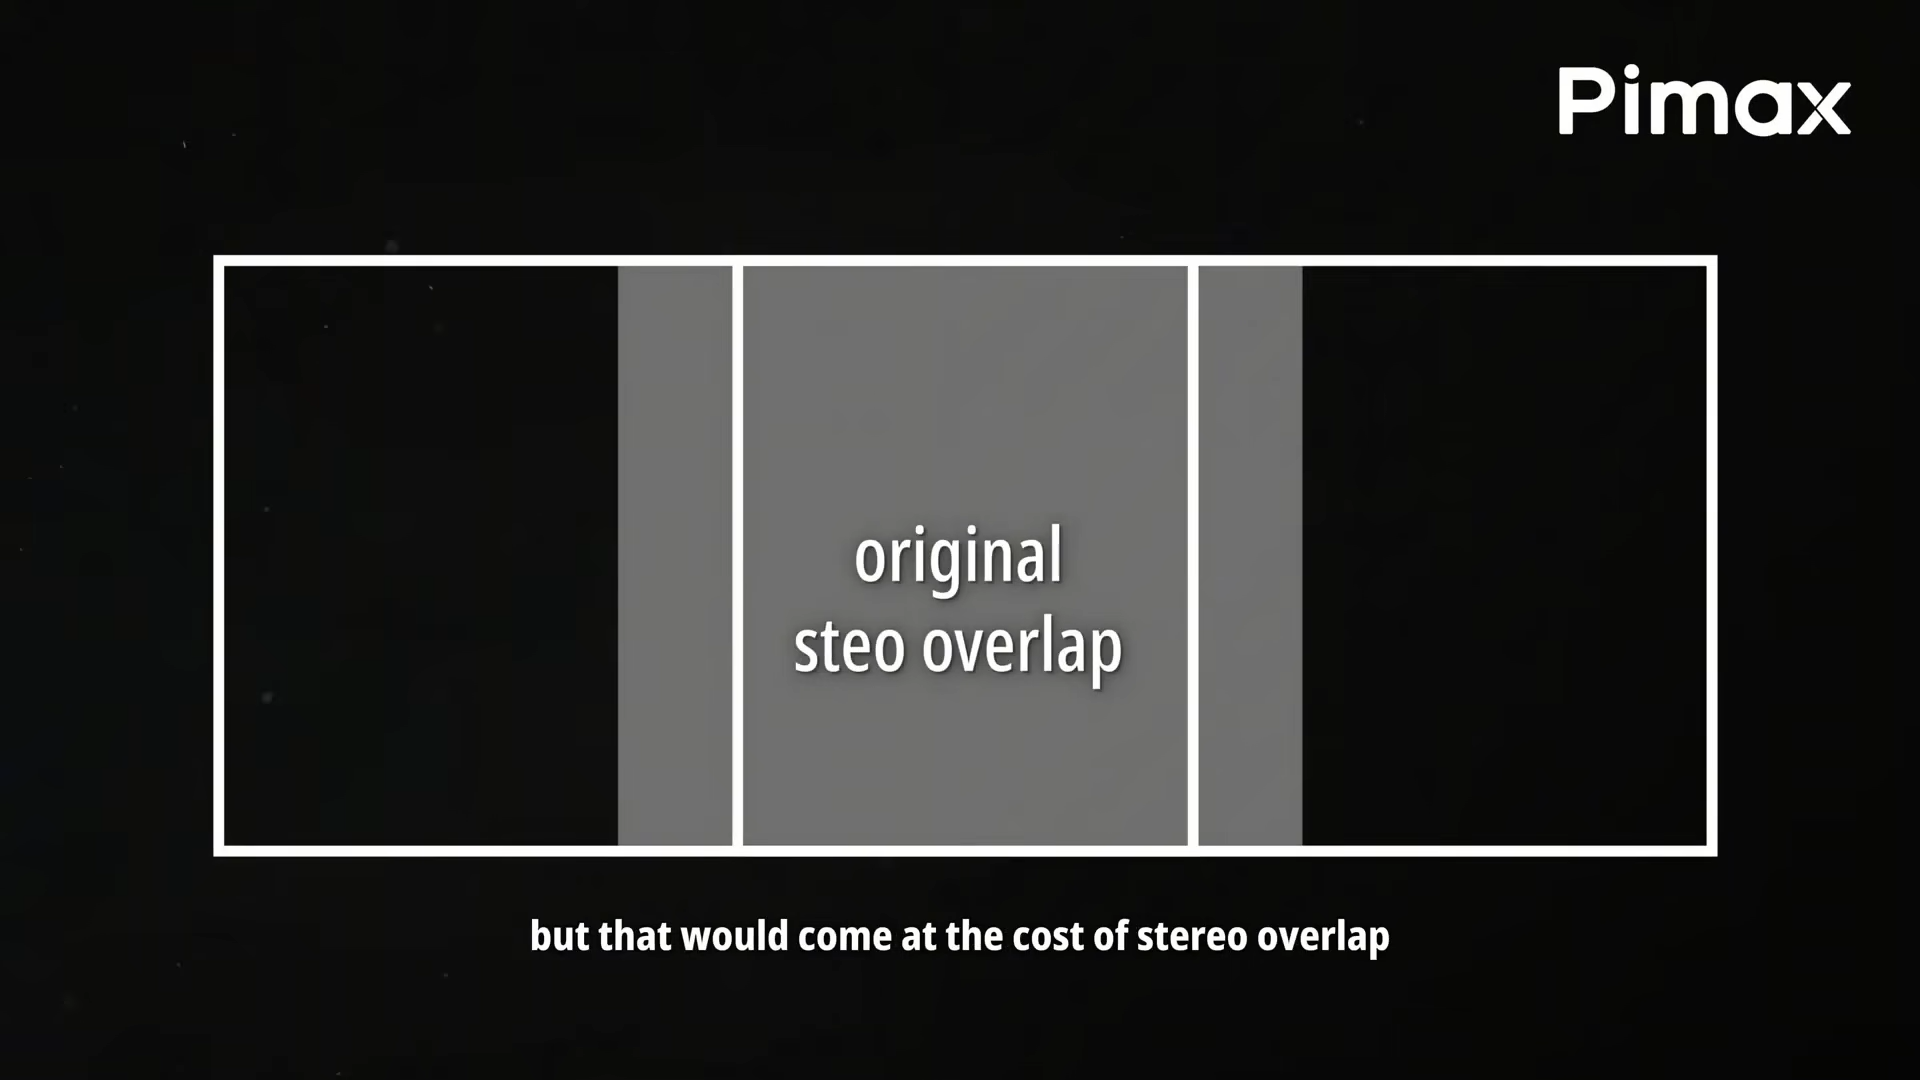 Pimax
original
steo overlap
but that would come at the cost of stereo overlap